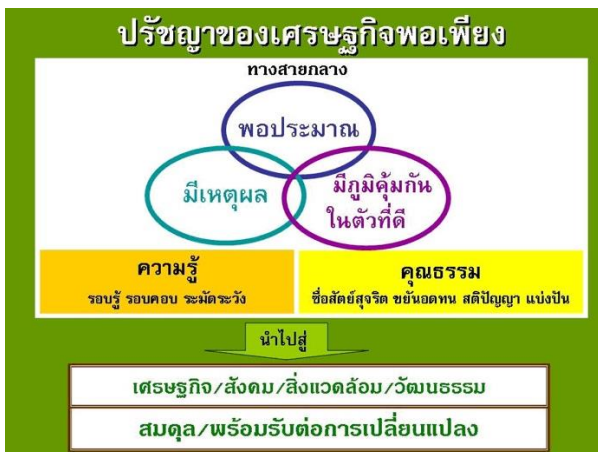 ปรัชญาของเศรษฐกิจพอเพียง
ทางสายกลาง
พอประมาณ
มีเหตุผล
มีภูมิคุ้มกัน
ในตัวที่ดี
ความรู้
รอบรู้ รอบคอบ ระมัดระวัง
คุณธรรม
ซื่อสัตย์สุจริต ขยันอดทน สติปัญญา แบ่งปัน
นำไปสู่
เศรษฐกิจ/สังคม/สิ่งแวดล้อม/วัฒนธรรม
สมดุล/พร้อมรับต่อการเปลี่ยนแปลง